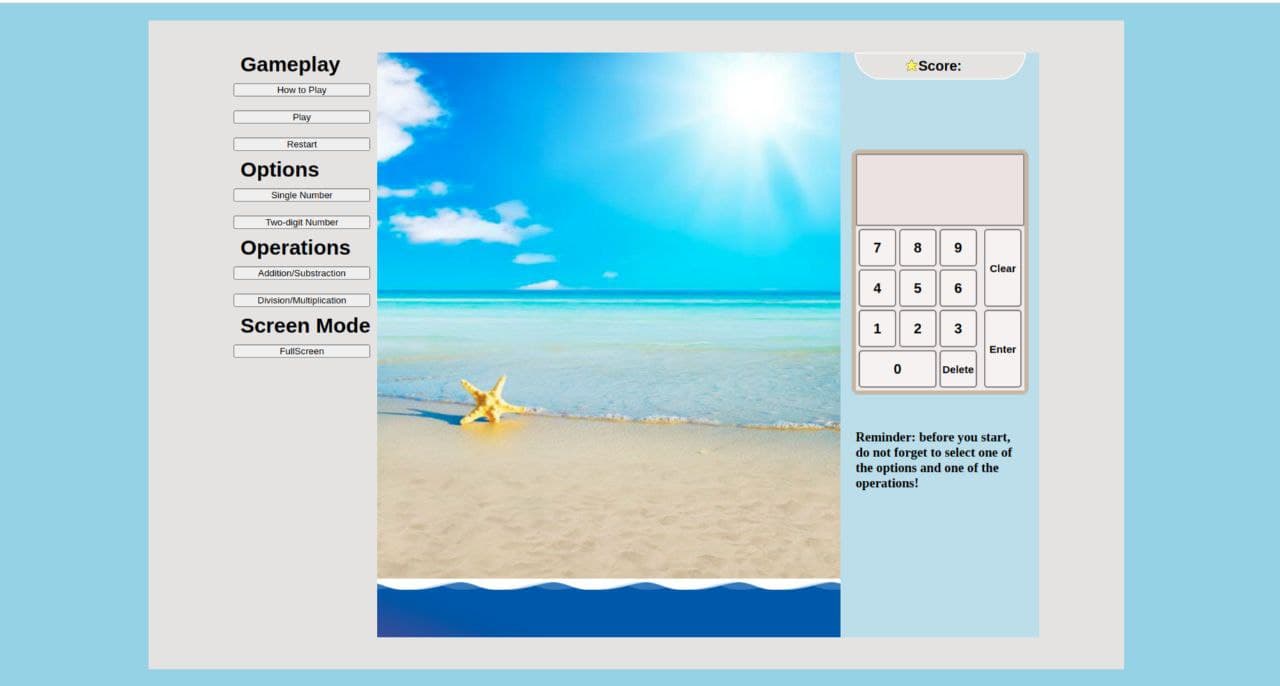 Gameplay
How to Play
Play
Restart
Options
Single Number
Two-digit Number
Operations
Addition/Substraction
Division/Multiplication
Screen Mode
FullScreen
Score:
7 8 9
Clear
4 5 6
1 2 3
Enter
0 Delete
Reminder: before you start,
do not forget to select one of
the options and one of the
operations!